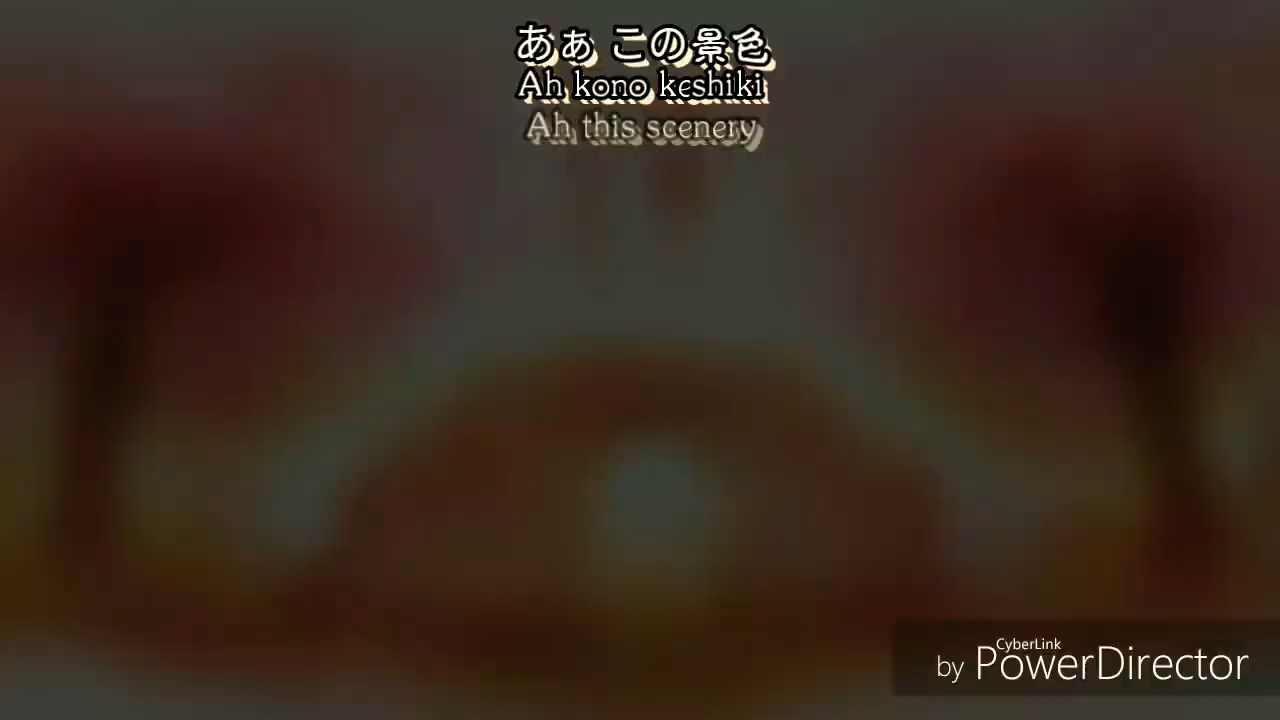 あぁ この景色
Ah kono keshiki
Ah this scenery
CyberLink
by PowerDirector